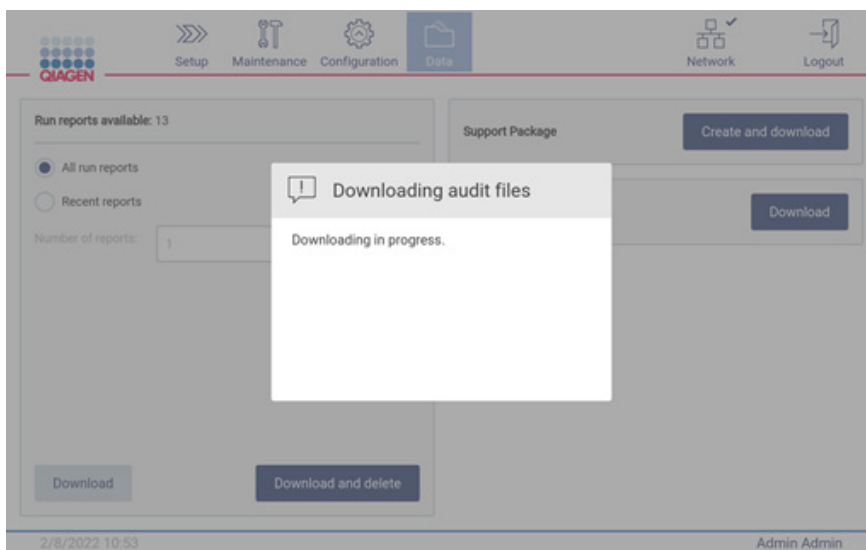 QIAGEN
Setup
Maintenance
Configuration
Data
Network
Logout
Run reports available: 13
All run reports
Recent reports
Number of reports:
1
Download
Download and delete
Support Package
Create and download
Download
Downloading audit files
Downloading in progress.
2/8/2022 10:53
Admin Admin